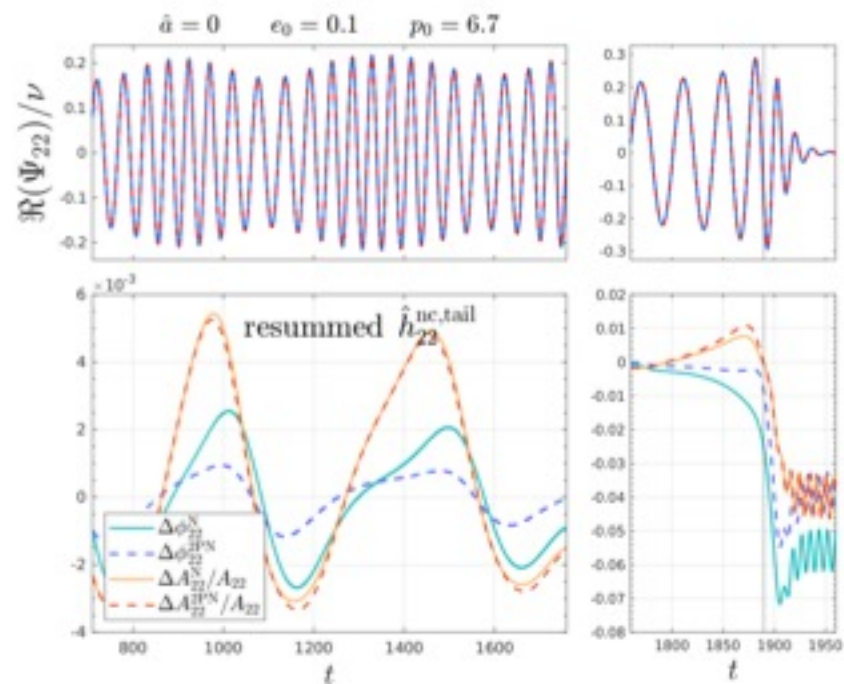 â = 0 e₀ = 0.1 p₀ = 6.7
ℜ(Ψ₂₂)/ν
0.2
0.1
0
-0.1
-0.2
0.3
0.2
0.1
0
-0.1
-0.2
-0.3
×10⁻³
6
4
2
0
-2
-4
resummed ĥ₂₂^{nc,tail}
Δϕ₂₂^N
Δϕ₂₂^{2PN}
ΔA₂₂^N/A₂₂
ΔA₂₂^{2PN}/A₂₂
800 1000 1200 1400 1600
t
0.02
0.01
0
-0.01
-0.02
-0.03
-0.04
-0.05
-0.06
-0.07
-0.08
1800 1850 1900 1950
t